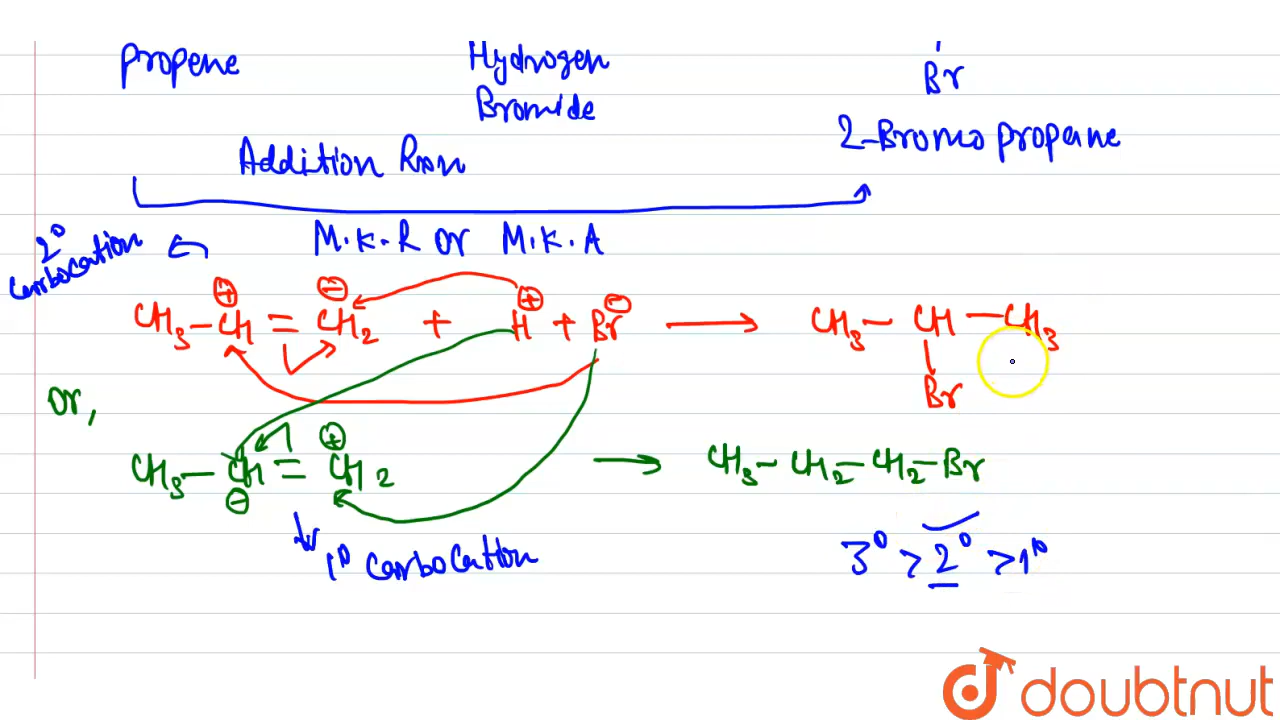 propene Hydrogen Bromide Br
2-Bromo propane
Addition Rxn
M.K.R or M.K.A
2° carbocation
CH₃–CH=CH₂ + H + Br → CH₃–CH–CH₃
⊕ ⊖ ⊕ ⊖
Br
or,
CH₃–CH=CH₂ → CH₃–CH₂–CH₂–Br
⊖ ⊕
1° carbocation
3° > 2° > 1°
doubtnut